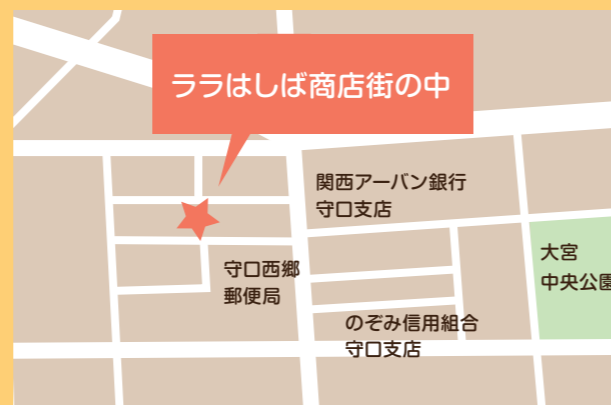 ララはしば商店街の中
関西アーバン銀行
守口支店
守口西郷
郵便局
大宮
中央公園
のぞみ信用組合
守口支店